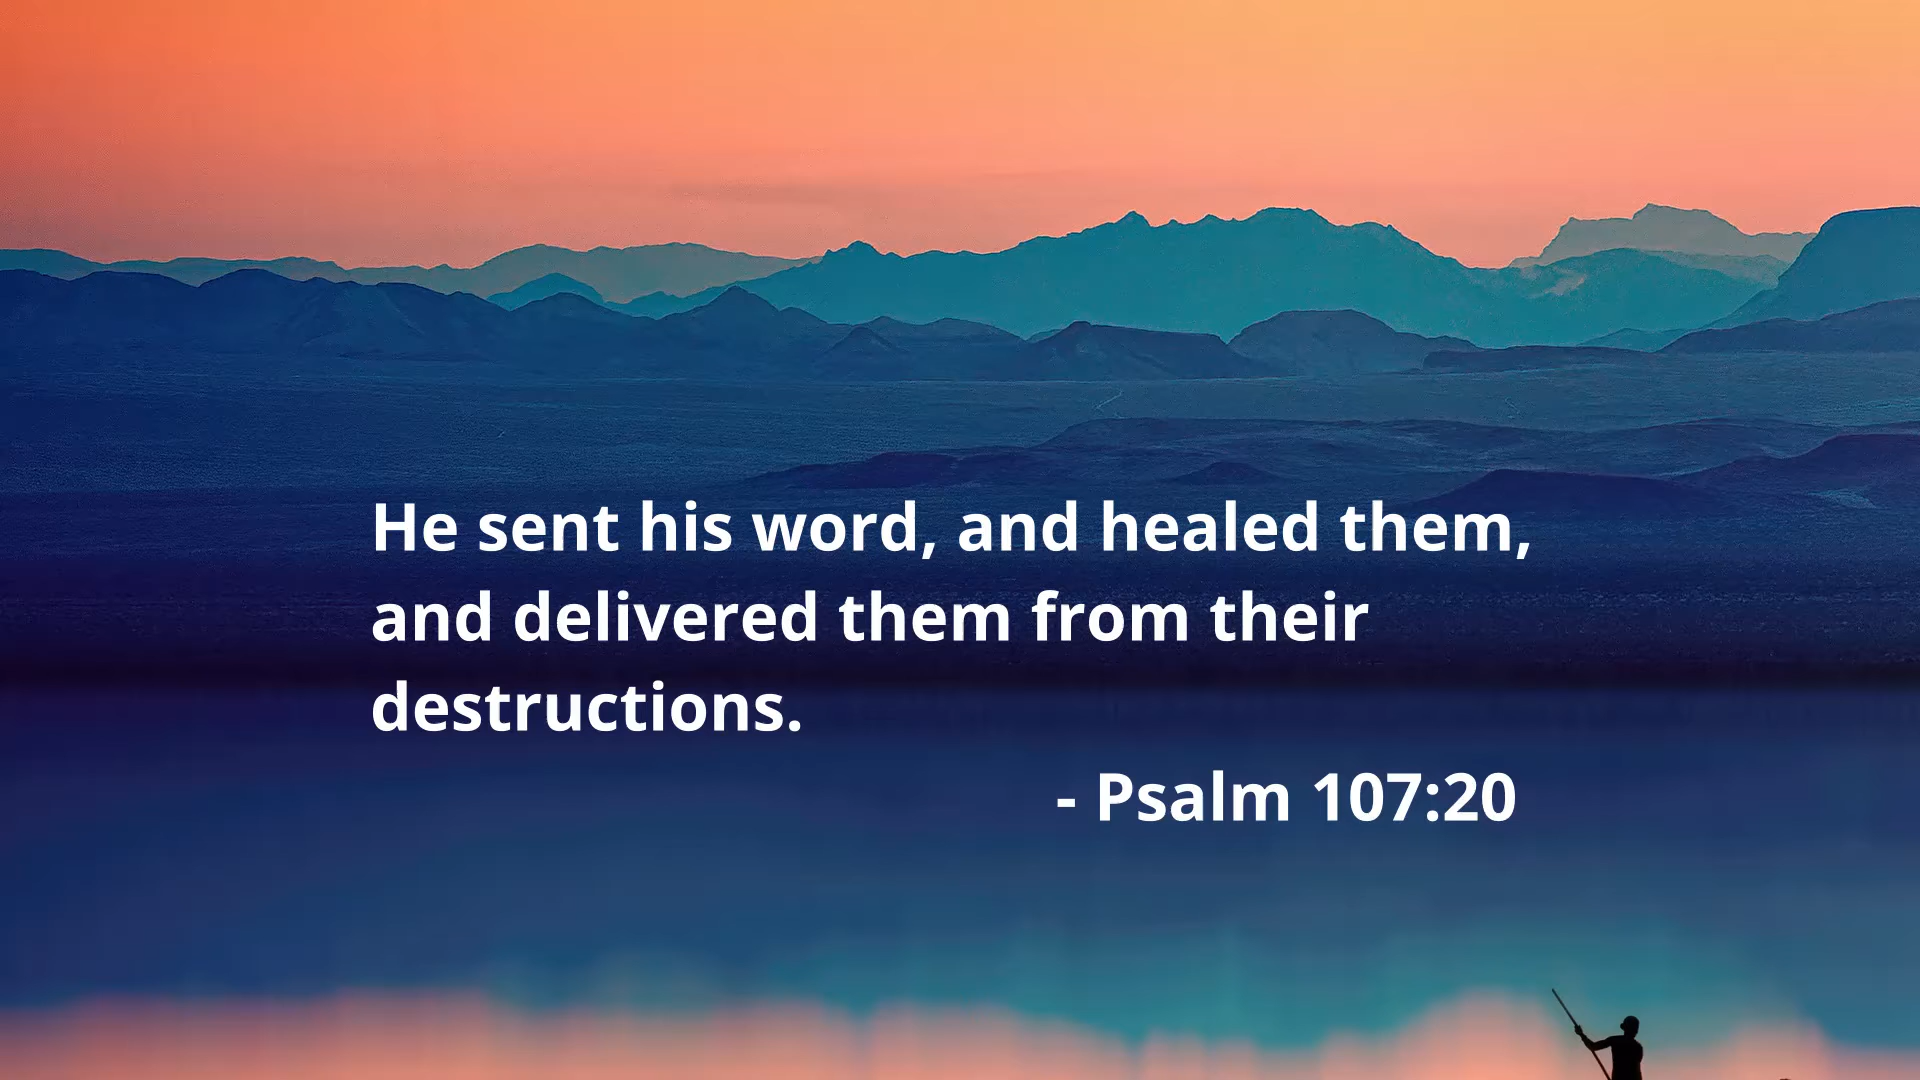 He sent his word, and healed them,
and delivered them from their
destructions.
- Psalm 107:20